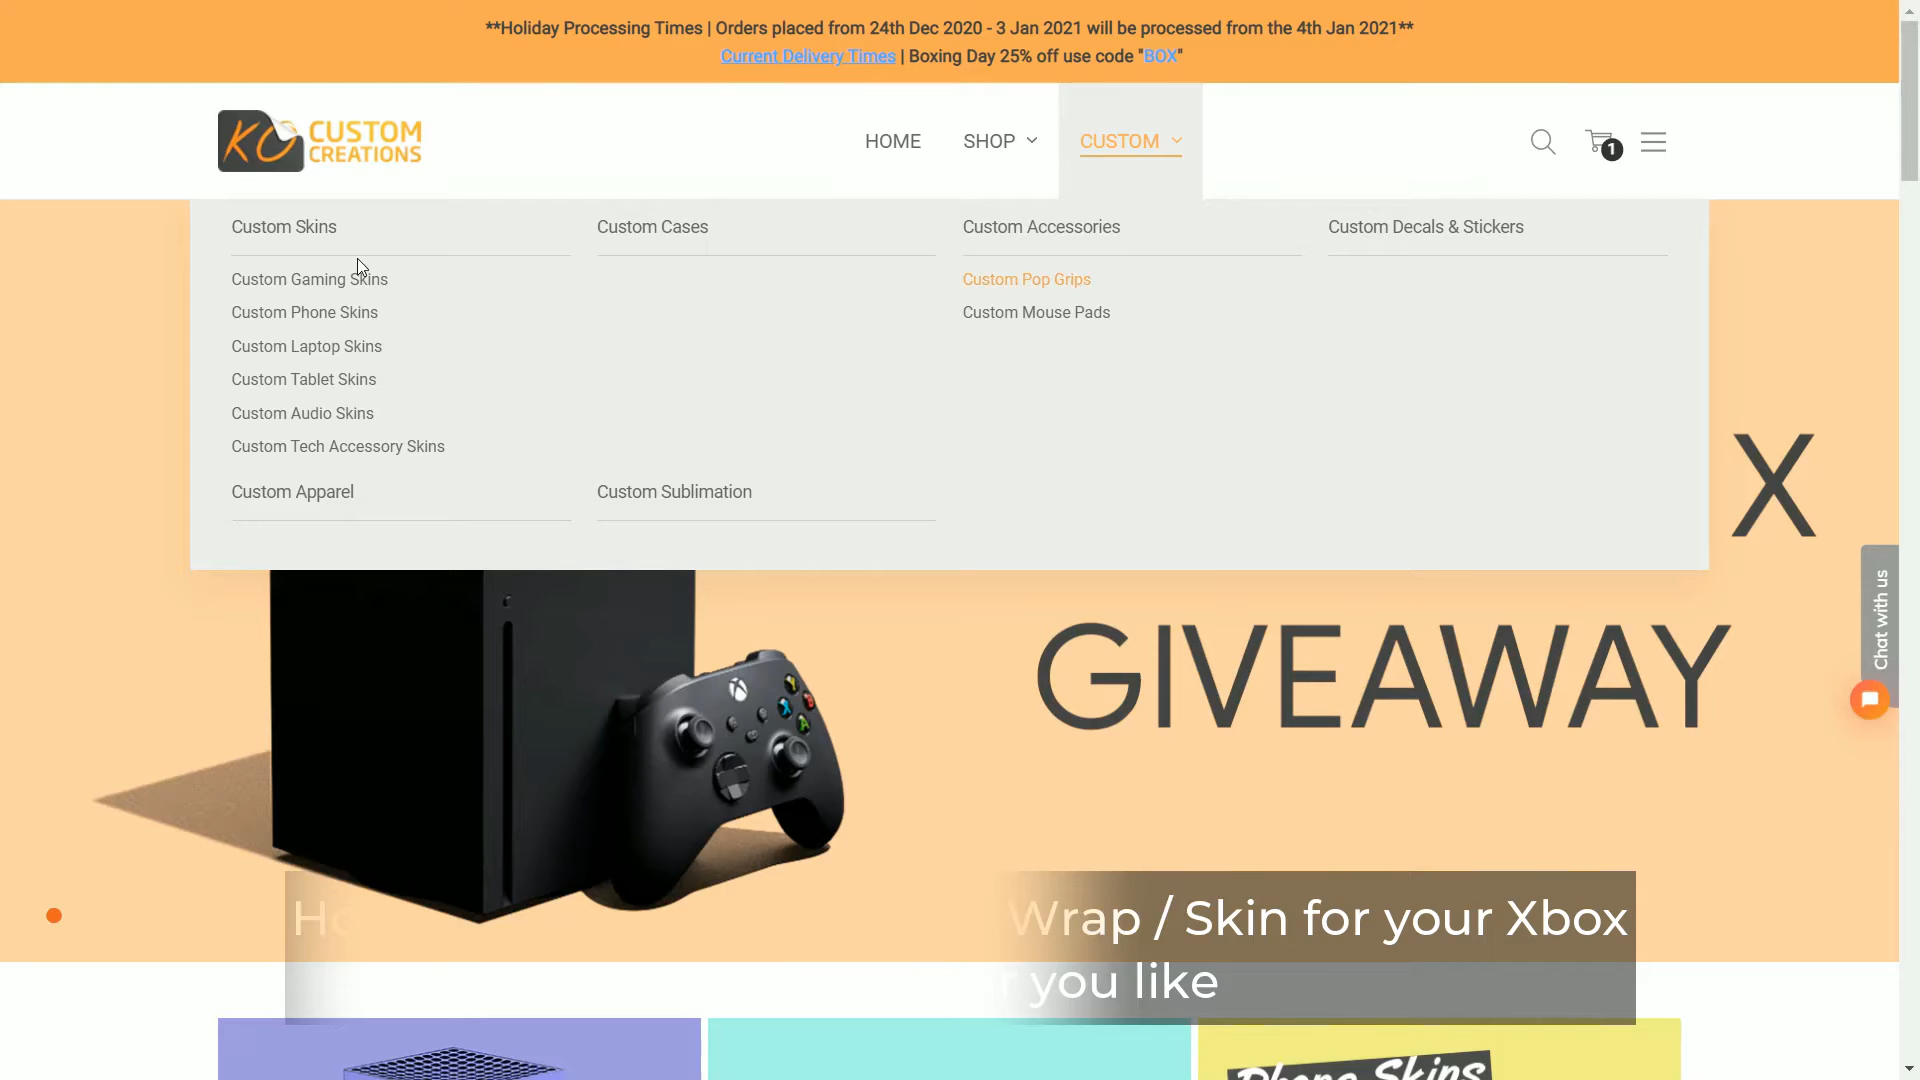 **Holiday Processing Times | Orders placed from 24th Dec 2020 - 3 Jan 2021 will be processed from the 4th Jan 2021**
Current Delivery Times | Boxing Day 25% off use code "BOX"
KC CUSTOM
CREATIONS
HOME
SHOP
CUSTOM
1
Custom Skins
Custom Gaming Skins
Custom Phone Skins
Custom Laptop Skins
Custom Tablet Skins
Custom Audio Skins
Custom Tech Accessory Skins
Custom Cases
Custom Accessories
Custom Pop Grips
Custom Mouse Pads
Custom Decals & Stickers
Custom Apparel
Custom Sublimation
X
GIVEAWAY
Chat with us
Wrap / Skin for your Xbox
you like
Phone Skins